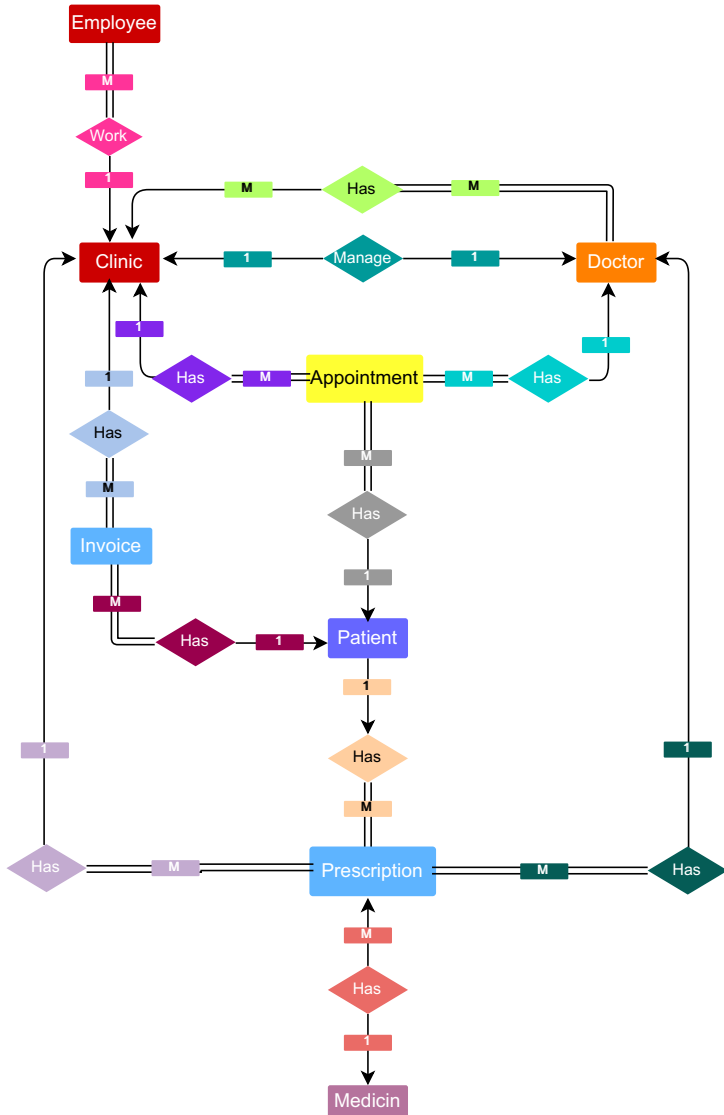 Employee
M
Work
1
M
Has
M
Clinic
1
Manage
1
Doctor
1
Has
M
Appointment
M
Has
1
1
Has
M
M
Has
1
Invoice
M
Has
1
Patient
1
Has
M
1
1
Has
M
Prescription
M
Has
M
Has
1
Medicin